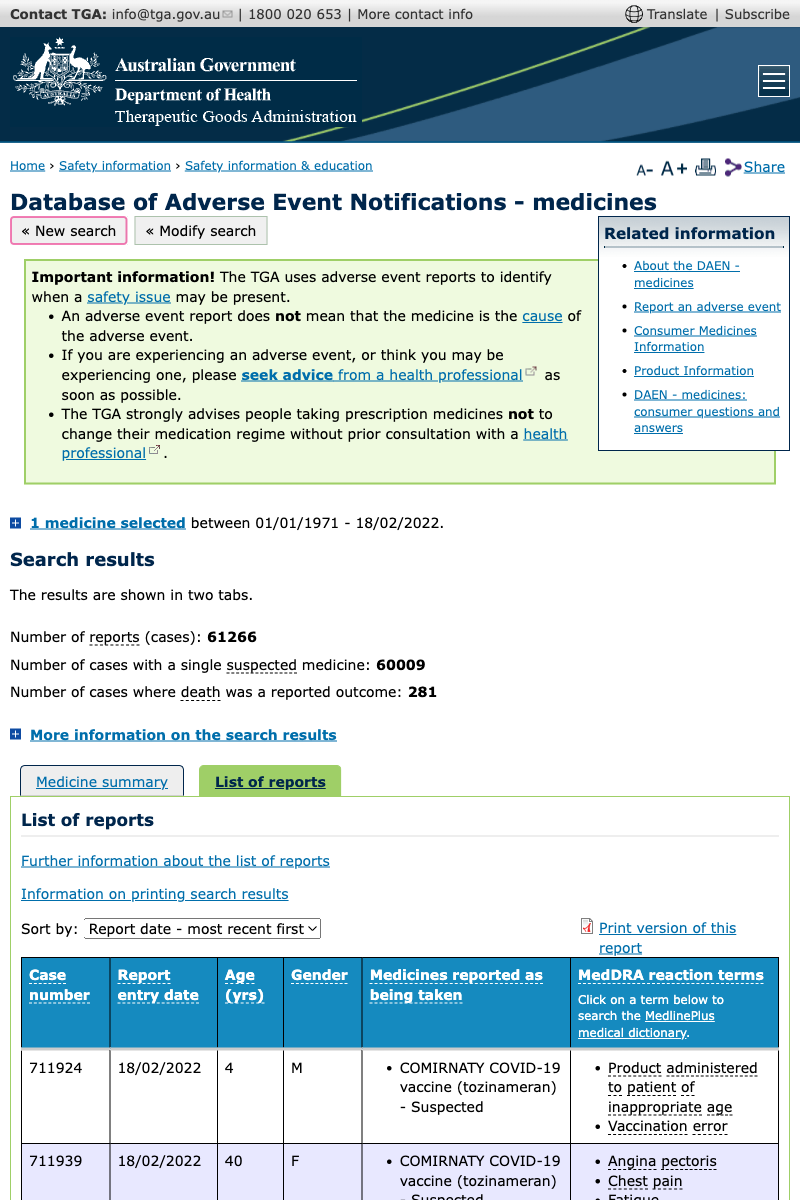 Contact TGA: info@tga.gov.au | 1800 020 653 | More contact info
Translate | Subscribe
Australian Government
Department of Health
Therapeutic Goods Administration
Home › Safety information › Safety information & education
A- A+ Share
Database of Adverse Event Notifications - medicines
« New search
« Modify search
Important information! The TGA uses adverse event reports to identify
when a safety issue may be present.
• An adverse event report does not mean that the medicine is the cause of
the adverse event.
• If you are experiencing an adverse event, or think you may be
experiencing one, please seek advice from a health professional as
soon as possible.
• The TGA strongly advises people taking prescription medicines not to
change their medication regime without prior consultation with a health
professional .
Related information
• About the DAEN -
medicines
• Report an adverse event
• Consumer Medicines
Information
• Product Information
• DAEN - medicines:
consumer questions and
answers
1 medicine selected between 01/01/1971 - 18/02/2022.
Search results
The results are shown in two tabs.
Number of reports (cases): 61266
Number of cases with a single suspected medicine: 60009
Number of cases where death was a reported outcome: 281
More information on the search results
Medicine summary
List of reports
List of reports
Further information about the list of reports
Information on printing search results
Sort by: Report date - most recent first
Print version of this
report
Case
number
Report
entry date
Age
(yrs)
Gender
Medicines reported as
being taken
MedDRA reaction terms
Click on a term below to
search the MedlinePlus
medical dictionary.
711924
18/02/2022
4
M
• COMIRNATY COVID-19
vaccine (tozinameran)
- Suspected
• Product administered
to patient of
inappropriate age
• Vaccination error
711939
18/02/2022
40
F
• COMIRNATY COVID-19
vaccine (tozinameran)
- Suspected
• Angina pectoris
• Chest pain
• Fatigue